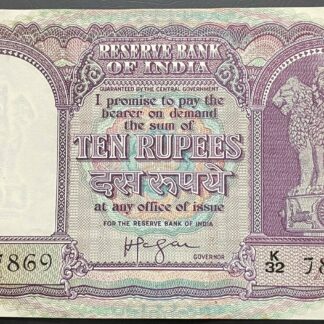 RESERVE BANK
OF INDIA
GUARANTEED BY THE CENTRAL GOVERNMENT
I promise to pay the
bearer on demand
the sum of
TEN RUPEES
दस रुपये
at any office of issue
FOR THE RESERVE BANK OF INDIA
GOVERNOR
7869
K/32 78